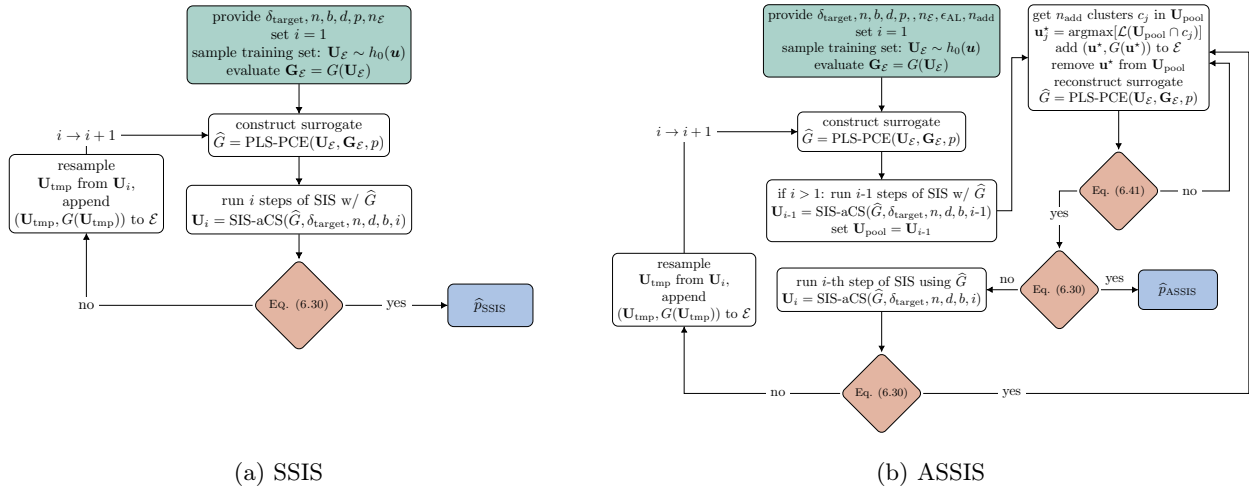 provide δ_target, n, b, d, p, n_ℰ
set i = 1
sample training set: U_ℰ ∼ h_0(u)
evaluate G_ℰ = G(U_ℰ)
construct surrogate
Ĝ = PLS-PCE(U_ℰ, G_ℰ, p)
i → i + 1
resample
U_tmp from U_i,
append
(U_tmp, G(U_tmp)) to ℰ
run i steps of SIS w/ Ĝ
U_i = SIS-aCS(Ĝ, δ_target, n, d, b, i)
no
Eq. (6.30)
yes
p̂_SSIS
(a) SSIS
provide δ_target, n, b, d, p, , n_ℰ, ϵ_AL, n_add
set i = 1
sample training set: U_ℰ ∼ h_0(u)
evaluate G_ℰ = G(U_ℰ)
construct surrogate
Ĝ = PLS-PCE(U_ℰ, G_ℰ, p)
i → i + 1
if i > 1: run i-1 steps of SIS w/ Ĝ
U_i-1 = SIS-aCS(Ĝ, δ_target, n, d, b, i-1)
set U_pool = U_i-1
get n_add clusters c_j in U_pool
u_j^⋆ = argmax[ℒ(U_pool ∩ c_j)]
add (u^⋆, G(u^⋆)) to ℰ
remove u^⋆ from U_pool
reconstruct surrogate
Ĝ = PLS-PCE(U_ℰ, G_ℰ, p)
Eq. (6.41)
no
yes
Eq. (6.30)
no
yes
p̂_ASSIS
run i-th step of SIS using Ĝ
U_i = SIS-aCS(Ĝ, δ_target, n, d, b, i)
resample
U_tmp from U_i,
append
(U_tmp, G(U_tmp)) to ℰ
no
Eq. (6.30)
yes
(b) ASSIS